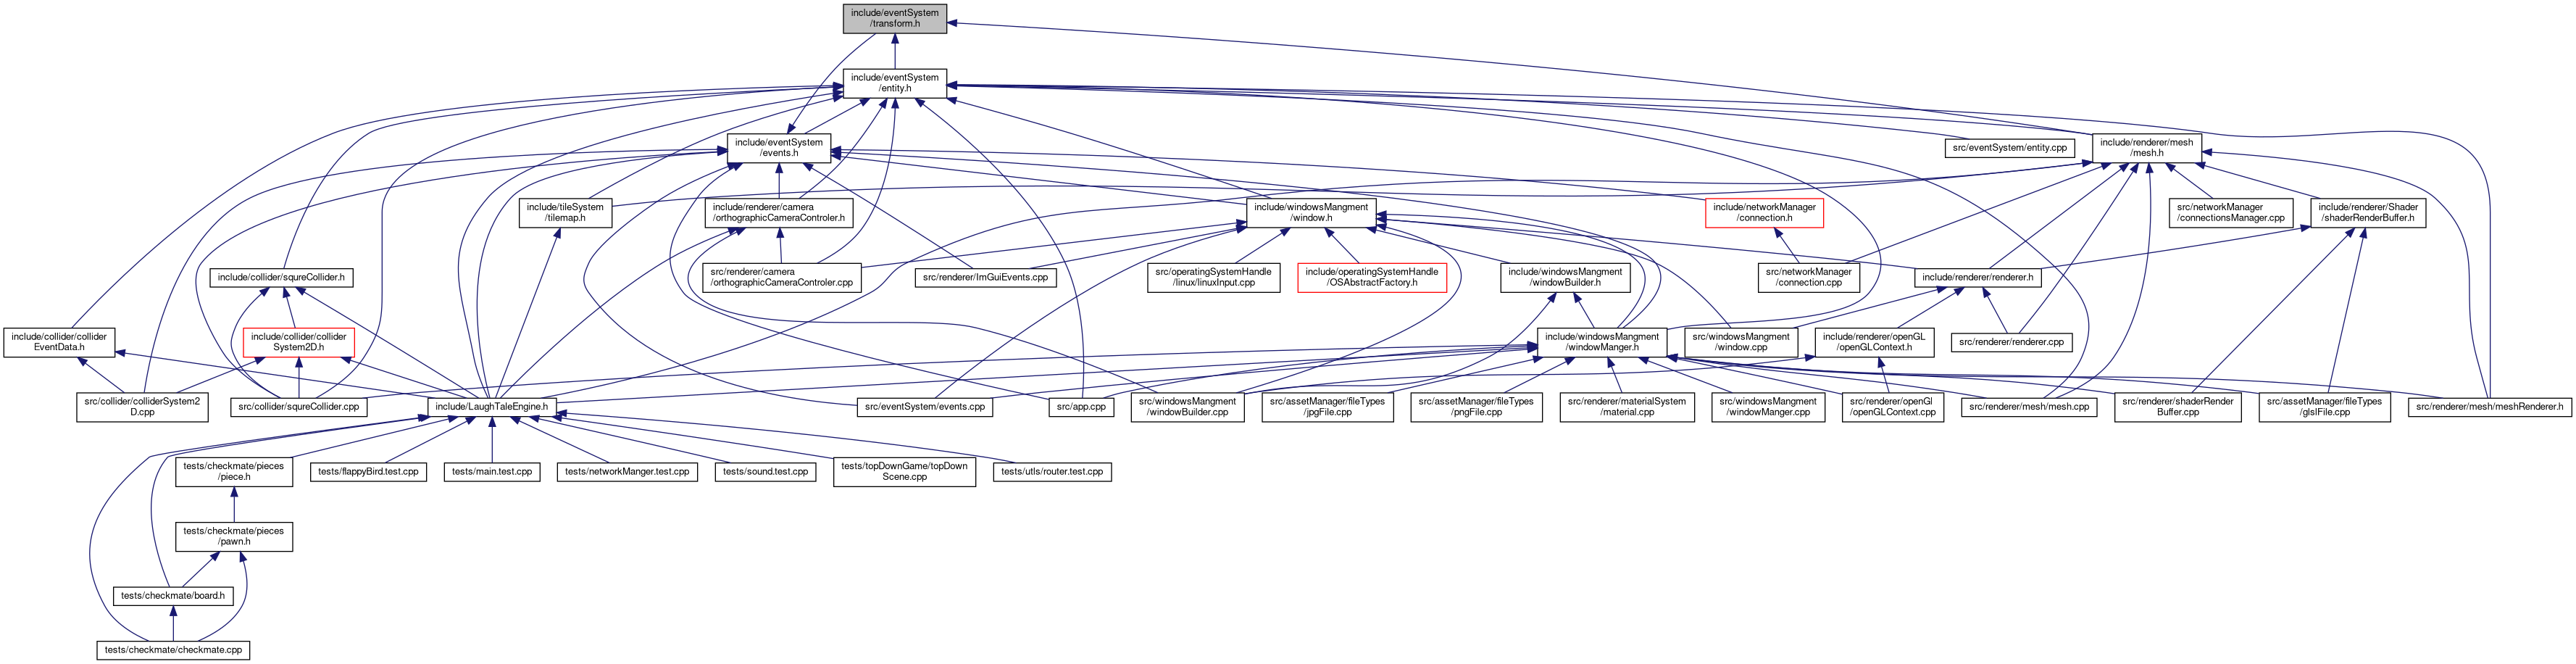 include/eventSystem
/transform.h
include/eventSystem
/entity.h
include/eventSystem
/events.h
src/eventSystem/entity.cpp
include/renderer/mesh
/mesh.h
include/tileSystem
/tilemap.h
include/renderer/camera
/orthographicCameraControler.h
include/windowsMangment
/window.h
include/networkManager
/connection.h
src/networkManager
/connectionsManager.cpp
include/renderer/Shader
/shaderRenderBuffer.h
include/collider/squreCollider.h
src/renderer/camera
/orthographicCameraControler.cpp
src/renderer/ImGuiEvents.cpp
src/operatingSystemHandle
/linux/linuxInput.cpp
include/operatingSystemHandle
/OSAbstractFactory.h
include/windowsMangment
/windowBuilder.h
src/networkManager
/connection.cpp
include/renderer/renderer.h
include/collider/collider
EventData.h
include/collider/collider
System2D.h
include/windowsMangment
/windowManger.h
src/windowsMangment
/window.cpp
include/renderer/openGL
/openGLContext.h
src/renderer/renderer.cpp
src/collider/colliderSystem2
D.cpp
src/collider/squreCollider.cpp
include/LaughTaleEngine.h
src/eventSystem/events.cpp
src/app.cpp
src/windowsMangment
/windowBuilder.cpp
src/assetManager/fileTypes
/jpgFile.cpp
src/assetManager/fileTypes
/pngFile.cpp
src/renderer/materialSystem
/material.cpp
src/windowsMangment
/windowManger.cpp
src/renderer/openGl
/openGLContext.cpp
src/renderer/mesh/mesh.cpp
src/renderer/shaderRender
Buffer.cpp
src/assetManager/fileTypes
/glslFile.cpp
src/renderer/mesh/meshRenderer.h
tests/checkmate/pieces
/piece.h
tests/flappyBird.test.cpp
tests/main.test.cpp
tests/networkManger.test.cpp
tests/sound.test.cpp
tests/topDownGame/topDown
Scene.cpp
tests/utls/router.test.cpp
tests/checkmate/pieces
/pawn.h
tests/checkmate/board.h
tests/checkmate/checkmate.cpp